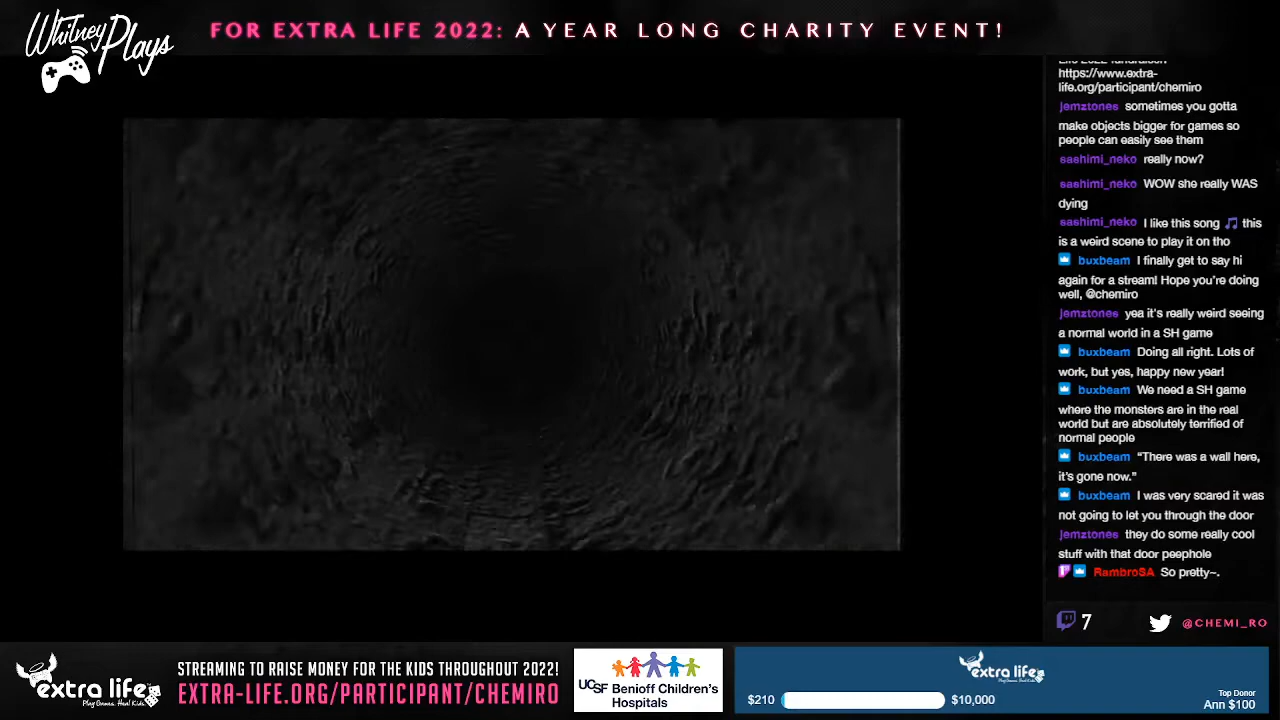 Whitney Plays
FOR EXTRA LIFE 2022: A YEAR LONG CHARITY EVENT!
https://www.extra-
life.org/participant/chemiro
jemztones sometimes you gotta
make objects bigger for games so
people can easily see them
sashimi_neko really now?
sashimi_neko WOW she really WAS
dying
sashimi_neko I like this song 🎵 this
is a weird scene to play it on tho
buxbeam I finally get to say hi
again for a stream! Hope you're doing
well, @chemiro
jemztones yea it's really weird seeing
a normal world in a SH game
buxbeam Doing all right. Lots of
work, but yes, happy new year!
buxbeam We need a SH game
where the monsters are in the real
world but are absolutely terrified of
normal people
buxbeam “There was a wall here,
it's gone now.”
buxbeam I was very scared it was
not going to let you through the door
jemztones they do some really cool
stuff with that door peephole
RambroSA So pretty~.
7
@CHEMI_RO
extra life
Play Games. Heal Kids.
STREAMING TO RAISE MONEY FOR THE KIDS THROUGHOUT 2022!
EXTRA-LIFE.ORG/PARTICIPANT/CHEMIRO
UCSF Benioff Children's
Hospitals
extra life
$210
$10,000
Top Donor
Ann $100